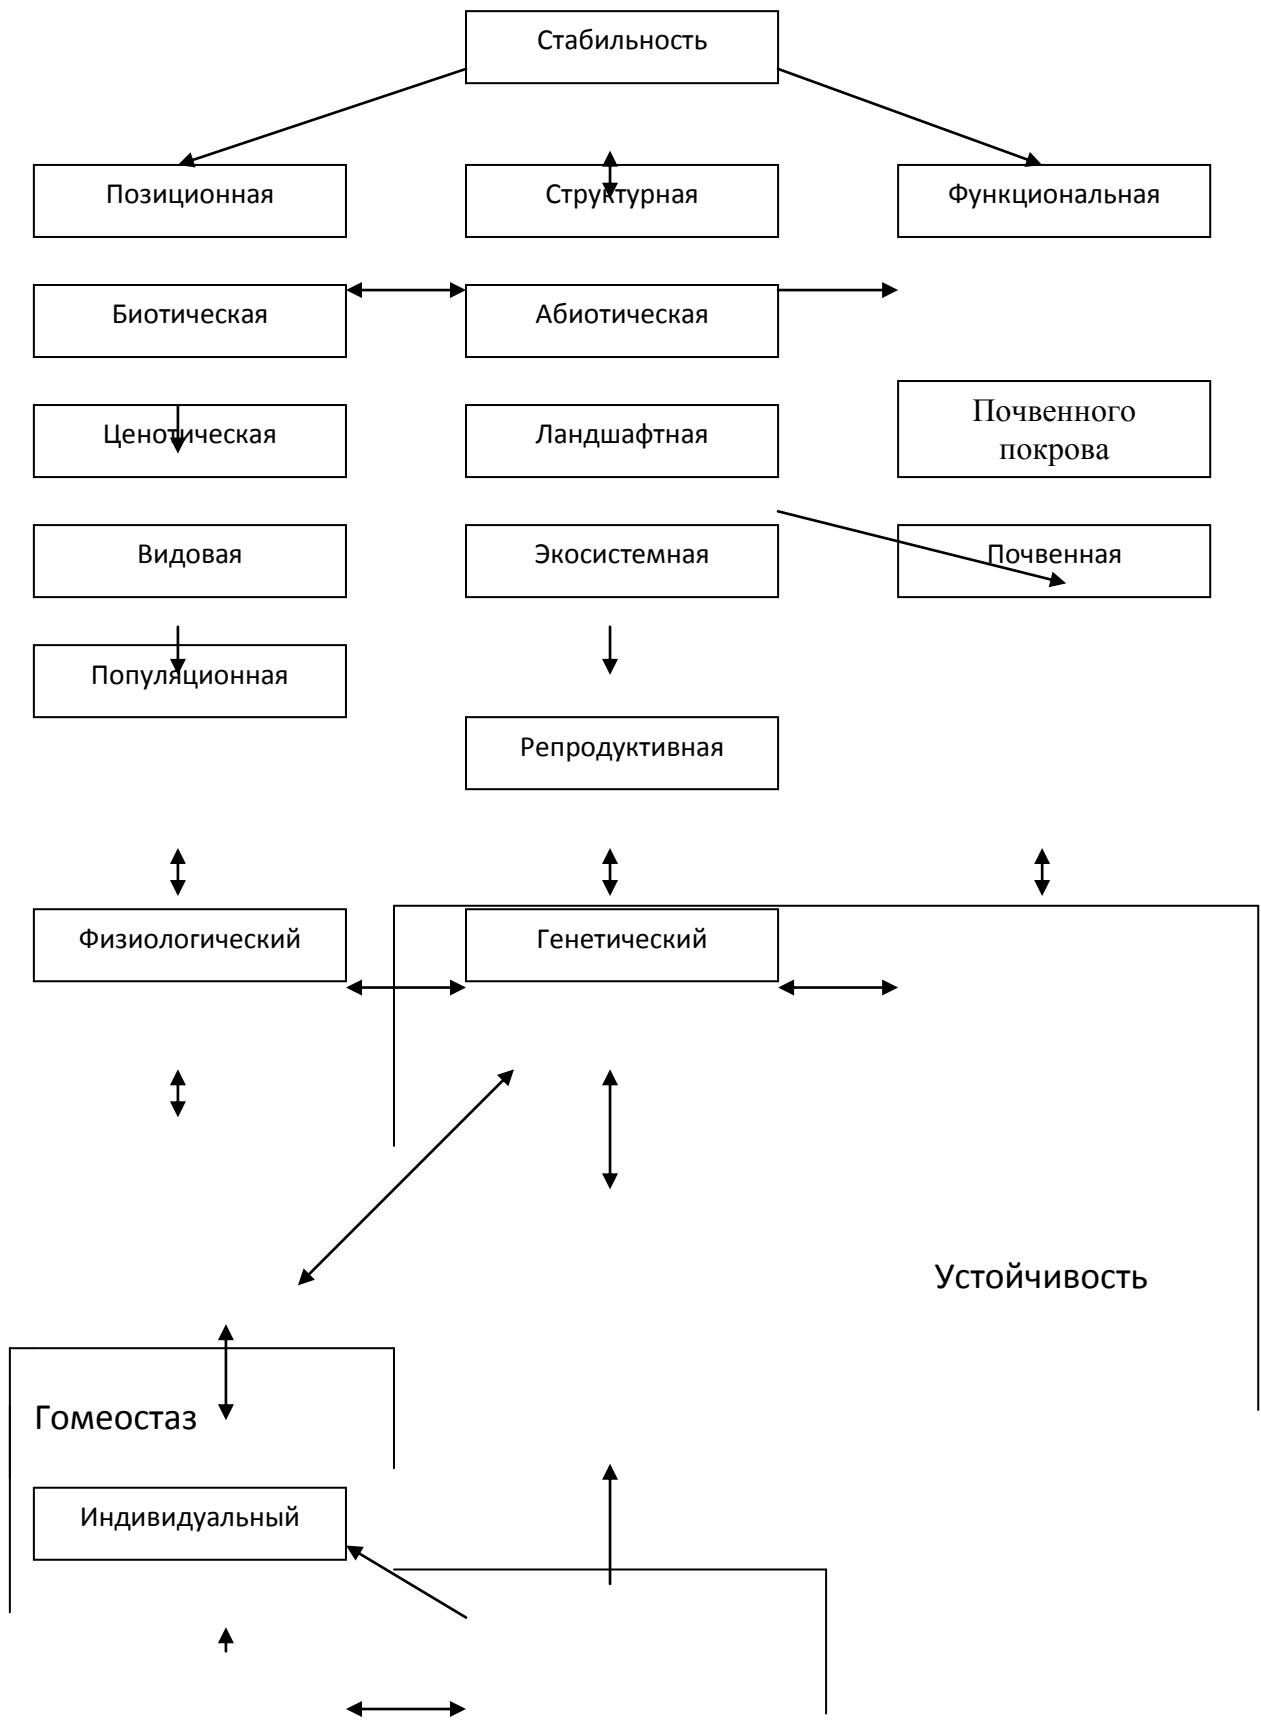 Стабильность
Позиционная
Структурная
Функциональная
Биотическая
Абиотическая
Ценотическая
Ландшафтная
Почвенного
покрова
Видовая
Экосистемная
Почвенная
Популяционная
Репродуктивная
Физиологический
Генетический
Устойчивость
Гомеостаз
Индивидуальный